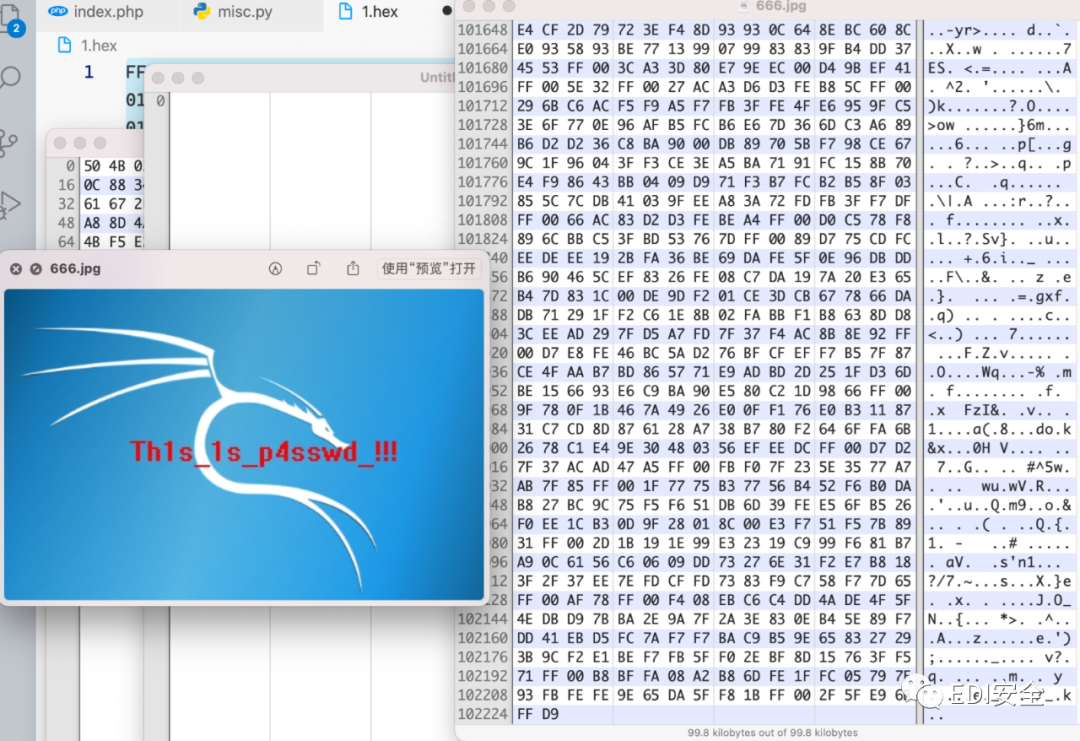 index.php
misc.py
1.hex
666.jpg
2
1.hex
1
FF
01
01
Untitl
0
0 50 4B 0
16 0C 88 3
32 61 67 2
48 A8 8D 4
64 4B F5 E
666.jpg
使用“预览”打开
Th1s_1s_p4sswd_!!!
101648 E4 CF 2D 79 72 3E F4 8D 93 93 0C 64 8E BC 60 8C ..-yr>.... d..`.
101664 E0 93 58 93 BE 77 13 99 07 99 83 83 9F B4 DD 37 ..X..w . ......7
101680 45 53 FF 00 3C A3 3D 80 E7 9E EC 00 D4 9B EF 41 ES. <.=.... ...A
101696 FF 00 5E 32 FF 00 27 AC A3 D6 D3 FE B8 5C FF 00 . ^2. '......\.
101712 29 6B C6 AC F5 F9 A5 F7 FB 3F FE 4F E6 95 9F C5 )k.......?.O....
101728 3E 6F 77 0E 96 AF B5 FC B6 E6 7D 36 6D C3 A6 89 >ow ......}6m...
101744 B6 D2 D2 36 C8 BA 90 00 DB 89 70 5B F7 98 CE 67 ...6... ..p[...g
101760 9C 1F 96 04 3F F3 CE 3E A5 BA 71 91 FC 15 8B 70 . . ?..>..q.. .p
101776 E4 F9 86 43 BB 04 09 D9 71 F3 B7 FC B2 B5 8F 03 ...C. .q......
101792 85 5C 7C DB 41 03 9F EE A8 3A 72 FD FB 3F F7 DF .\|.A ...:r..?..
101808 FF 00 66 AC 83 D2 D3 FE BE A4 FF 00 D0 C5 78 F8 . f........ ..x.
101824 89 6C BB C5 3F BD 53 76 7D FF 00 89 D7 75 CD FC .l..?.Sv}. ..u..
40 EE DE EE 19 2B FA 36 BE 69 DA FE 5F 0E 96 DB DD ... +.6.i.._ ....
56 B6 90 46 5C EF 83 26 FE 08 C7 DA 19 7A 20 E3 65 ..F\..&. .. z .e
72 B4 7D 83 1C 00 DE 9D F2 01 CE 3D CB 67 78 66 DA .}. ... .=.gxf.
88 DB 71 29 1F F2 C6 1E 8B 02 FA BB F1 B8 63 8D D8 .q) .. . ....c..
04 3C EE AD 29 7F D5 A7 FD 7F 37 F4 AC 8B 8E 92 FF <..) ... 7......
20 00 D7 E8 FE 46 BC 5A D2 76 BF CF EF F7 B5 7F 87 ...F.Z.v..... .
36 CE 4F AA B7 BD 86 57 71 E9 AD BD 2D 25 1F D3 6D .O....Wq...-% .m
52 BE 15 66 93 E6 C9 BA 90 E5 80 C2 1D 98 66 FF 00 . f........ .f.
68 9F 78 0F 1B 46 7A 49 26 E0 0F F1 76 E0 B3 11 87 .x FzI&. .v.. .
84 31 C7 CD 8D 87 61 28 A7 38 B7 80 F2 64 6F FA 6B 1....a(.8...do.k
00 26 78 C1 E4 9E 30 48 03 56 EF EE DC FF 00 D7 D2 &x...0H V.... ..
16 7F 37 AC AD 47 A5 FF 00 FB F0 7F 23 5E 35 77 A7 7..G.. .. #^5w.
32 AB 7F 85 FF 00 1F 77 75 B3 77 56 B4 52 F6 B0 DA . .. wu.wV.R...
48 B8 27 BC 9C 75 F5 F6 51 DB 6D 39 FE E5 6F B5 26 .'..u..Q.m9..o.&
64 F0 EE 1C B3 0D 9F 28 01 8C 00 E3 F7 51 F5 7B 89 .. . .( . ..Q.{.
80 31 FF 00 2D 1B 19 1E 99 E3 23 19 C9 99 F6 81 B7 1. - ..# .....
96 A9 0C 61 56 C6 06 09 DD 73 27 6E 31 F2 E7 B8 18 . aV. .s'n1...
12 3F 2F 37 EE 7E FD CF FD 73 83 F9 C7 58 F7 7D 65 ?/7.~...s...X.}e
28 FF 00 AF 78 FF 00 F4 08 EB C6 C4 DD 4A DE 4F 5F . .x. . .....J.O_
102144 4E DB D9 7B BA 2E 9A 7F 2A 3E 83 0E B4 5E 89 F7 N..{... *>. .^..
102160 DD 41 EB D5 FC 7A F7 F7 BA C9 B5 9E 65 83 27 29 .A...z......e.')
102176 3B 9C F2 E1 BE F7 FB 5F F0 2E BF 8D 15 76 3F F5 ;......_.... v?.
102192 71 FF 00 B8 BF FA 08 A2 B8 6D FE 1F FC 05 79 7F
102208 93 FB FE FE 9E 65 DA 5F F8 1B FF 00 2F 5F E9 6B
102224 FF D9 ..
EDI安全
99.8 kilobytes out of 99.8 kilobytes